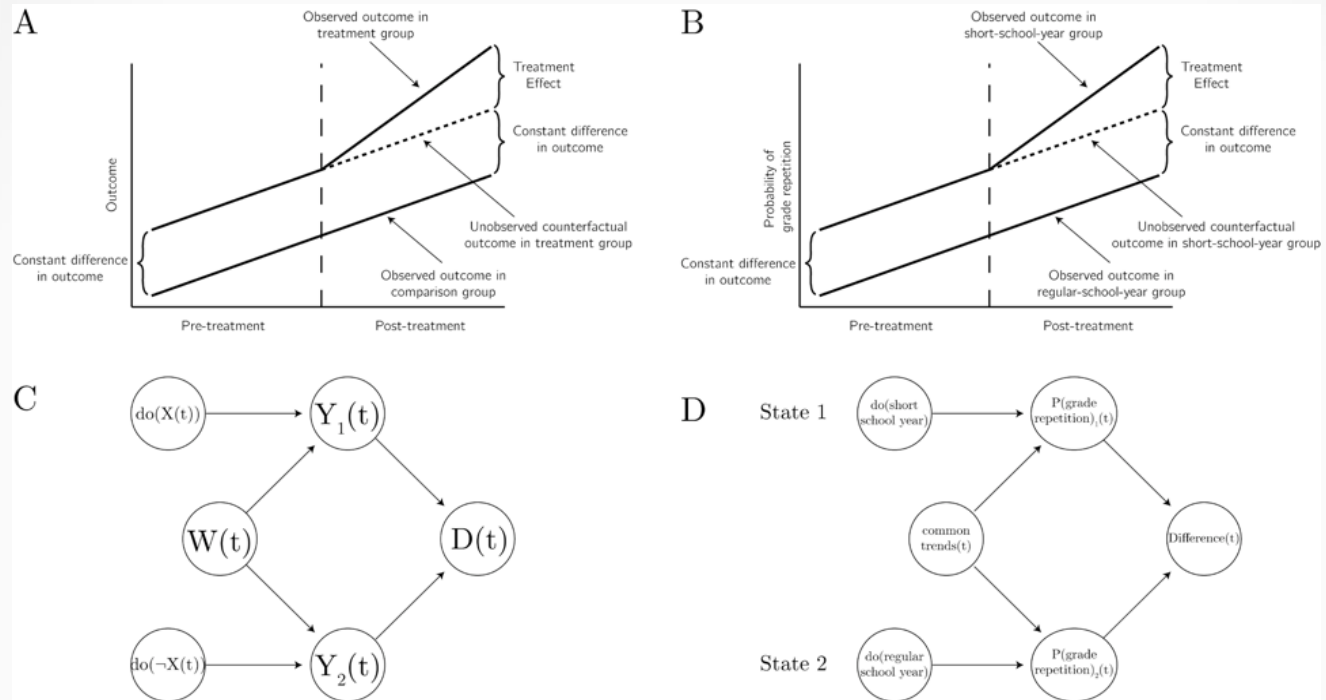 A
Observed outcome in
treatment group
Treatment
Effect
Constant difference
in outcome
Outcome
Unobserved counterfactual
outcome in treatment group
Constant difference
in outcome
Observed outcome in
comparison group
Pre-treatment
Post-treatment
B
Observed outcome in
short-school-year group
Treatment
Effect
Constant difference
in outcome
Probability of
grade repetition
Unobserved counterfactual
outcome in short-school-year group
Constant difference
in outcome
Observed outcome in
regular-school-year group
Pre-treatment
Post-treatment
C
do(X(t))
Y₁(t)
W(t)
D(t)
do(¬X(t))
Y₂(t)
D
State 1
do(short
school year)
P(grade
repetition)₁(t)
common
trends(t)
Difference(t)
State 2
do(regular
school year)
P(grade
repetition)₂(t)